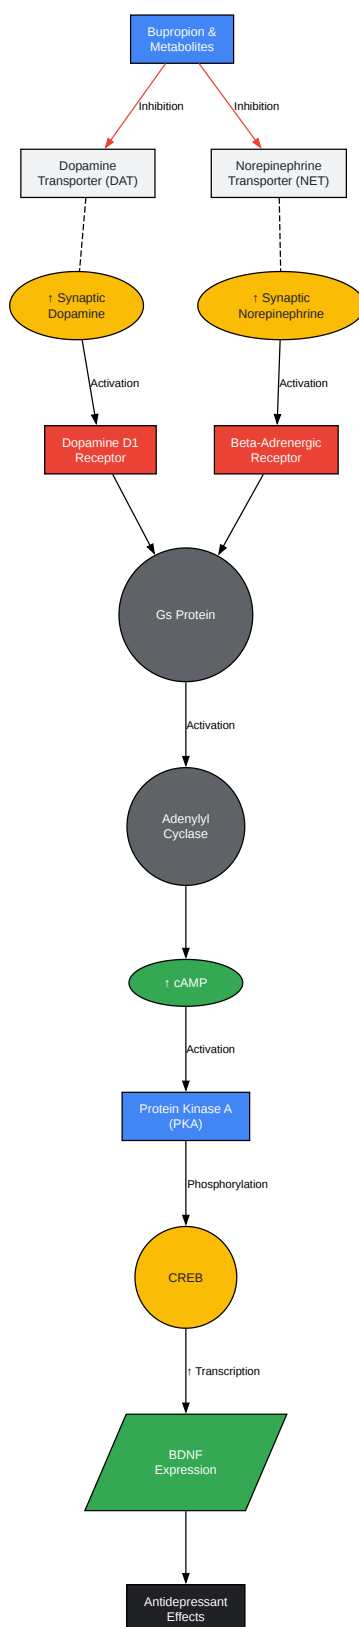 Bupropion &
Metabolites
Inhibition
Inhibition
Dopamine
Transporter (DAT)
Norepinephrine
Transporter (NET)
↑ Synaptic
Dopamine
↑ Synaptic
Norepinephrine
Activation
Activation
Dopamine D1
Receptor
Beta-Adrenergic
Receptor
Gs Protein
Activation
Adenylyl
Cyclase
↑ cAMP
Activation
Protein Kinase A
(PKA)
Phosphorylation
CREB
↑ Transcription
BDNF
Expression
Antidepressant
Effects